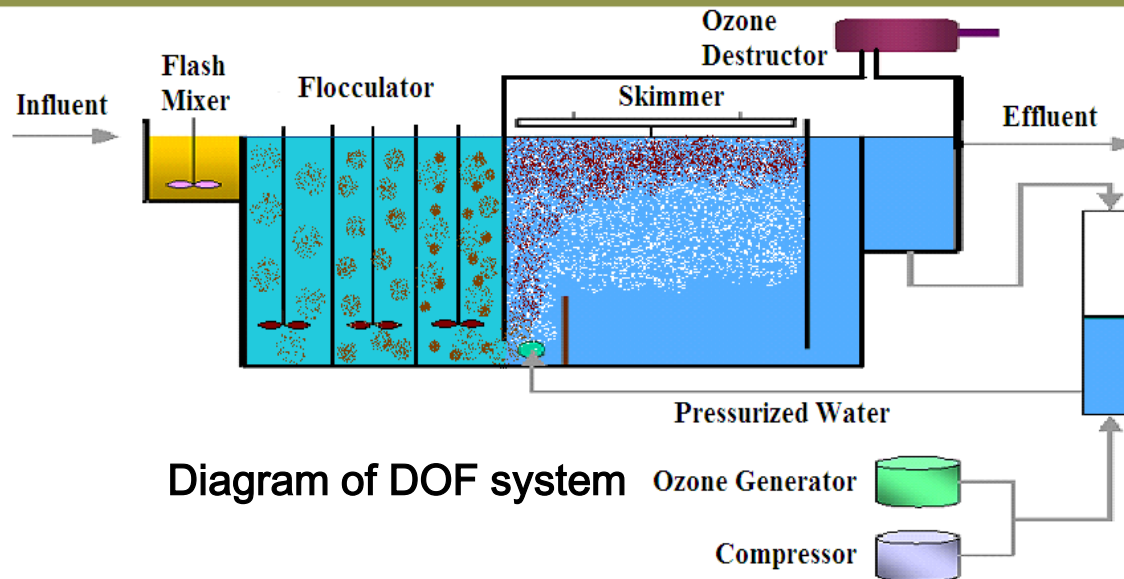 Ozone
Destructor
Flash
Mixer
Flocculator
Influent
Skimmer
Effluent
Pressurized Water
Diagram of DOF system
Ozone Generator
Compressor